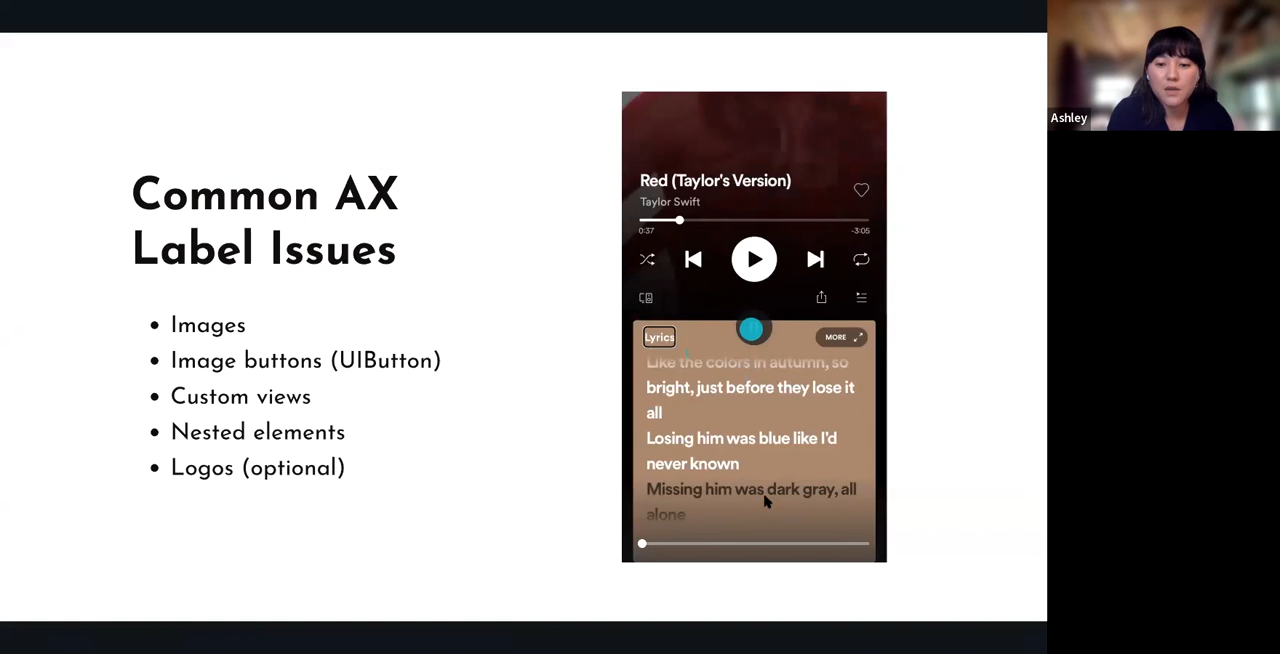 Common AX
Label Issues
• Images
• Image buttons (UIButton)
• Custom views
• Nested elements
• Logos (optional)
Red (Taylor's Version)
Taylor Swift
0:37
-3:05
Lyrics
MORE
Like the colors in autumn, so
bright, just before they lose it
all
Losing him was blue like I'd
never known
Missing him was dark gray, all
alone
Ashley